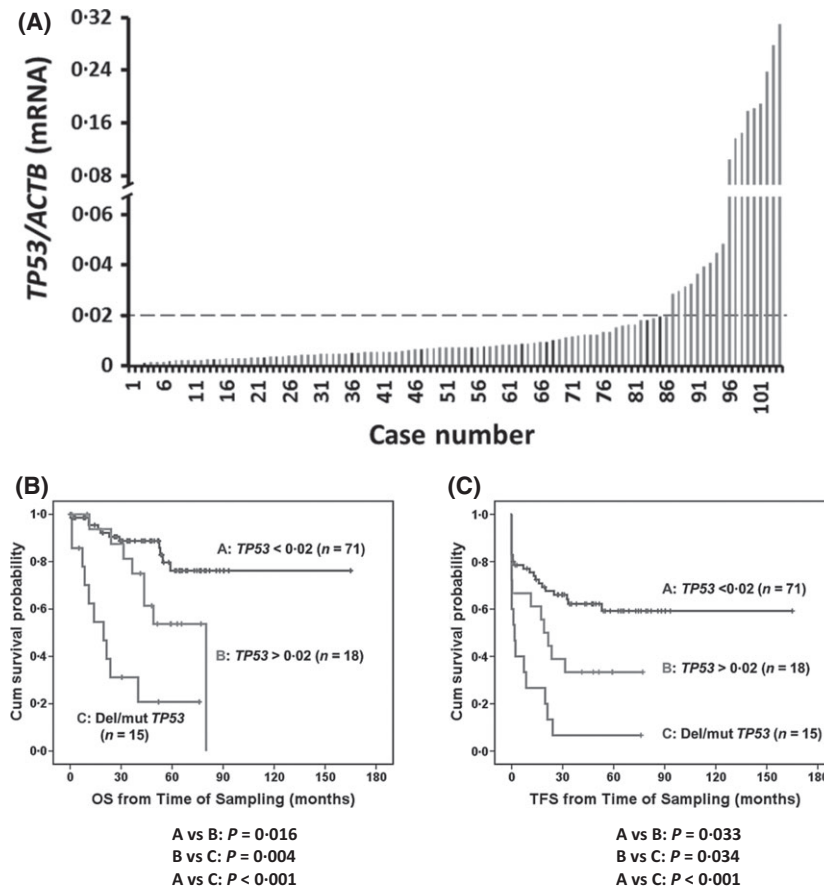 (A)
0·32
0·24
0·16
0·08
0·06
0·04
0·02
0
TP53/ACTB (mRNA)
1 6 11 16 21 26 31 36 41 46 51 56 61 66 71 76 81 86 91 96 101
Case number
(B)
1·0
0·8
0·6
0·4
0·2
0·0
Cum survival probability
A: TP53 < 0·02 (n = 71)
B: TP53 > 0·02 (n = 18)
C: Del/mut TP53
(n = 15)
0 30 60 90 120 150 180
OS from Time of Sampling (months)
A vs B: P = 0·016
B vs C: P = 0·004
A vs C: P < 0·001
(C)
1·0
0·8
0·6
0·4
0·2
0·0
Cum survival probability
A: TP53 <0·02 (n = 71)
B: TP53 > 0·02 (n = 18)
C: Del/mut TP53 (n = 15)
0 30 60 90 120 150 180
TFS from Time of Sampling (months)
A vs B: P = 0·033
B vs C: P = 0·034
A vs C: P < 0·001